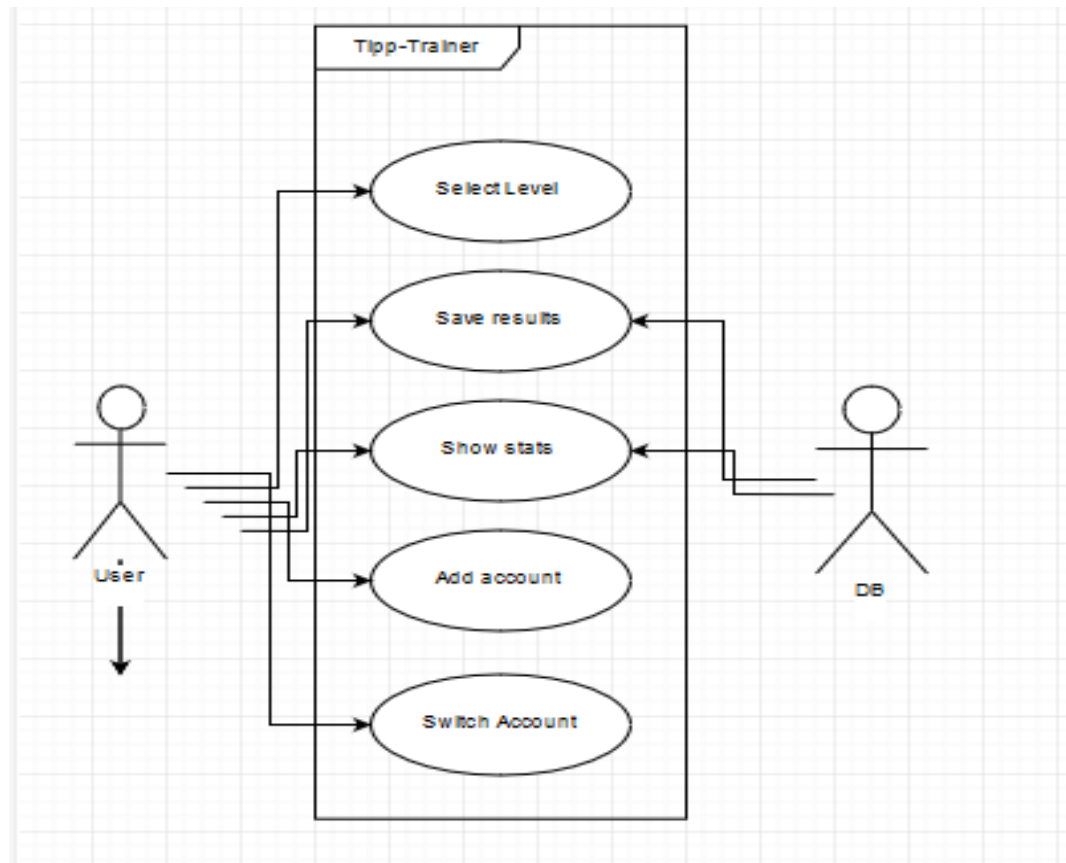 Tipp-Trainer
Select Level
Save results
Show stats
Add account
Switch Account
User
DB